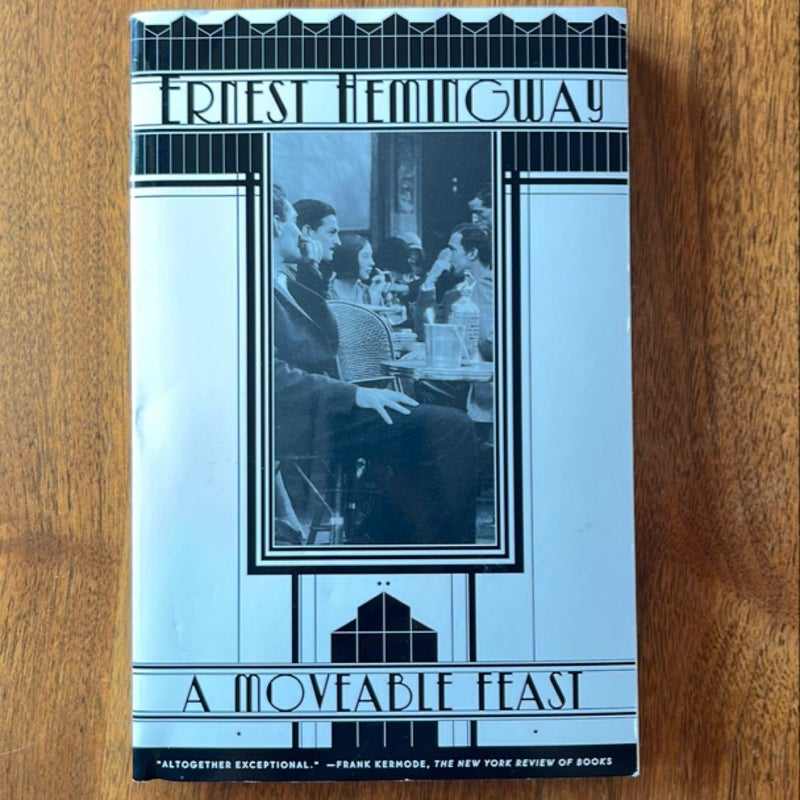 ERNEST HEMINGWAY
A MOVEABLE FEAST
"ALTOGETHER EXCEPTIONAL." —FRANK KERMODE, THE NEW YORK REVIEW OF BOOKS